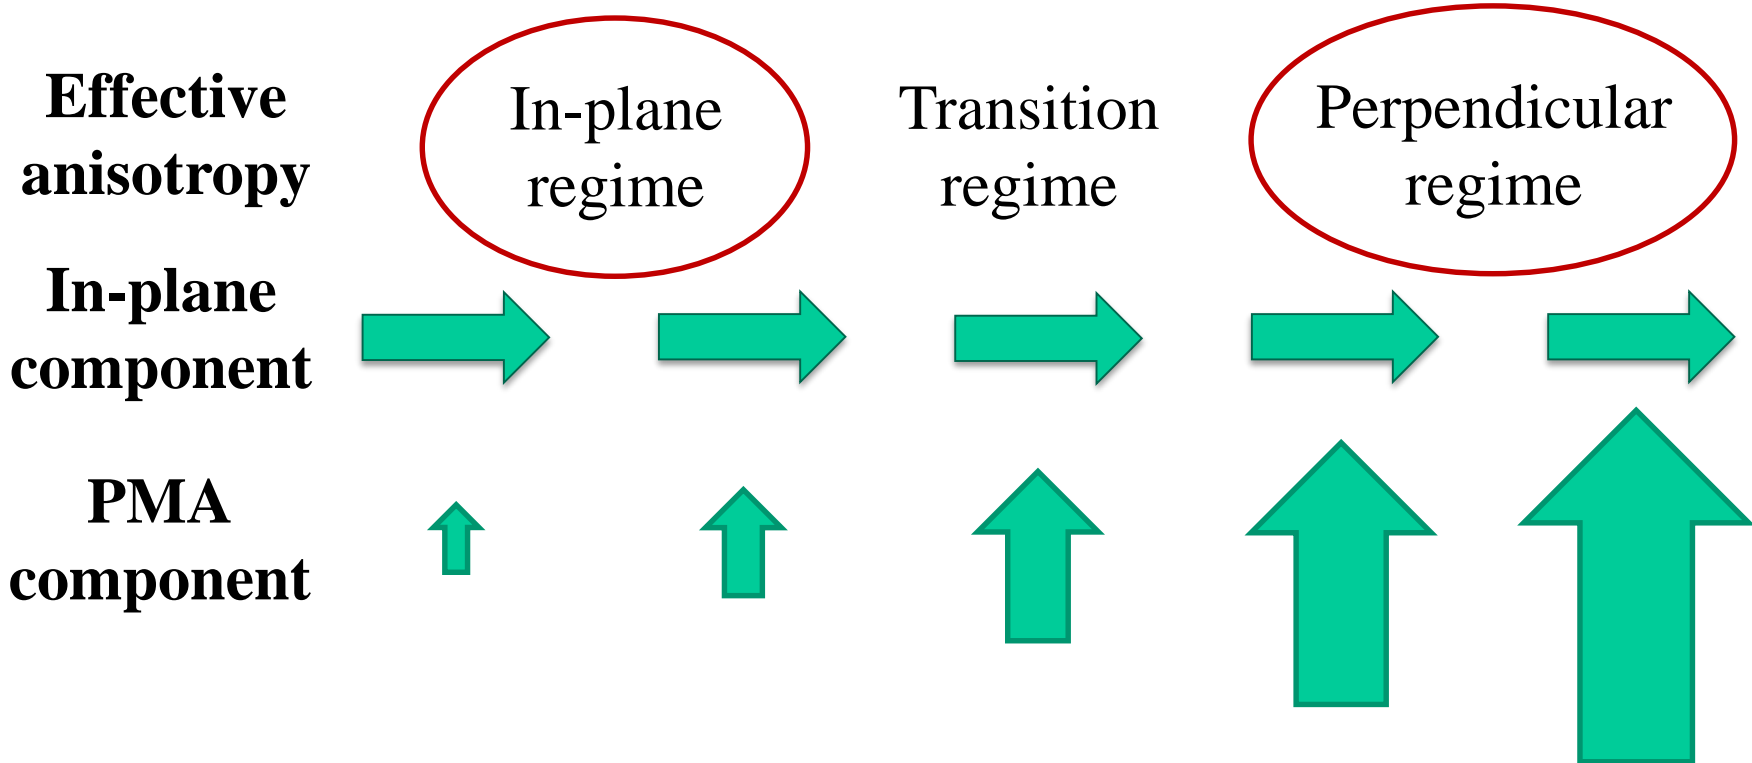 Effective
anisotropy
In-plane
regime
Transition
regime
Perpendicular
regime
In-plane
component
PMA
component